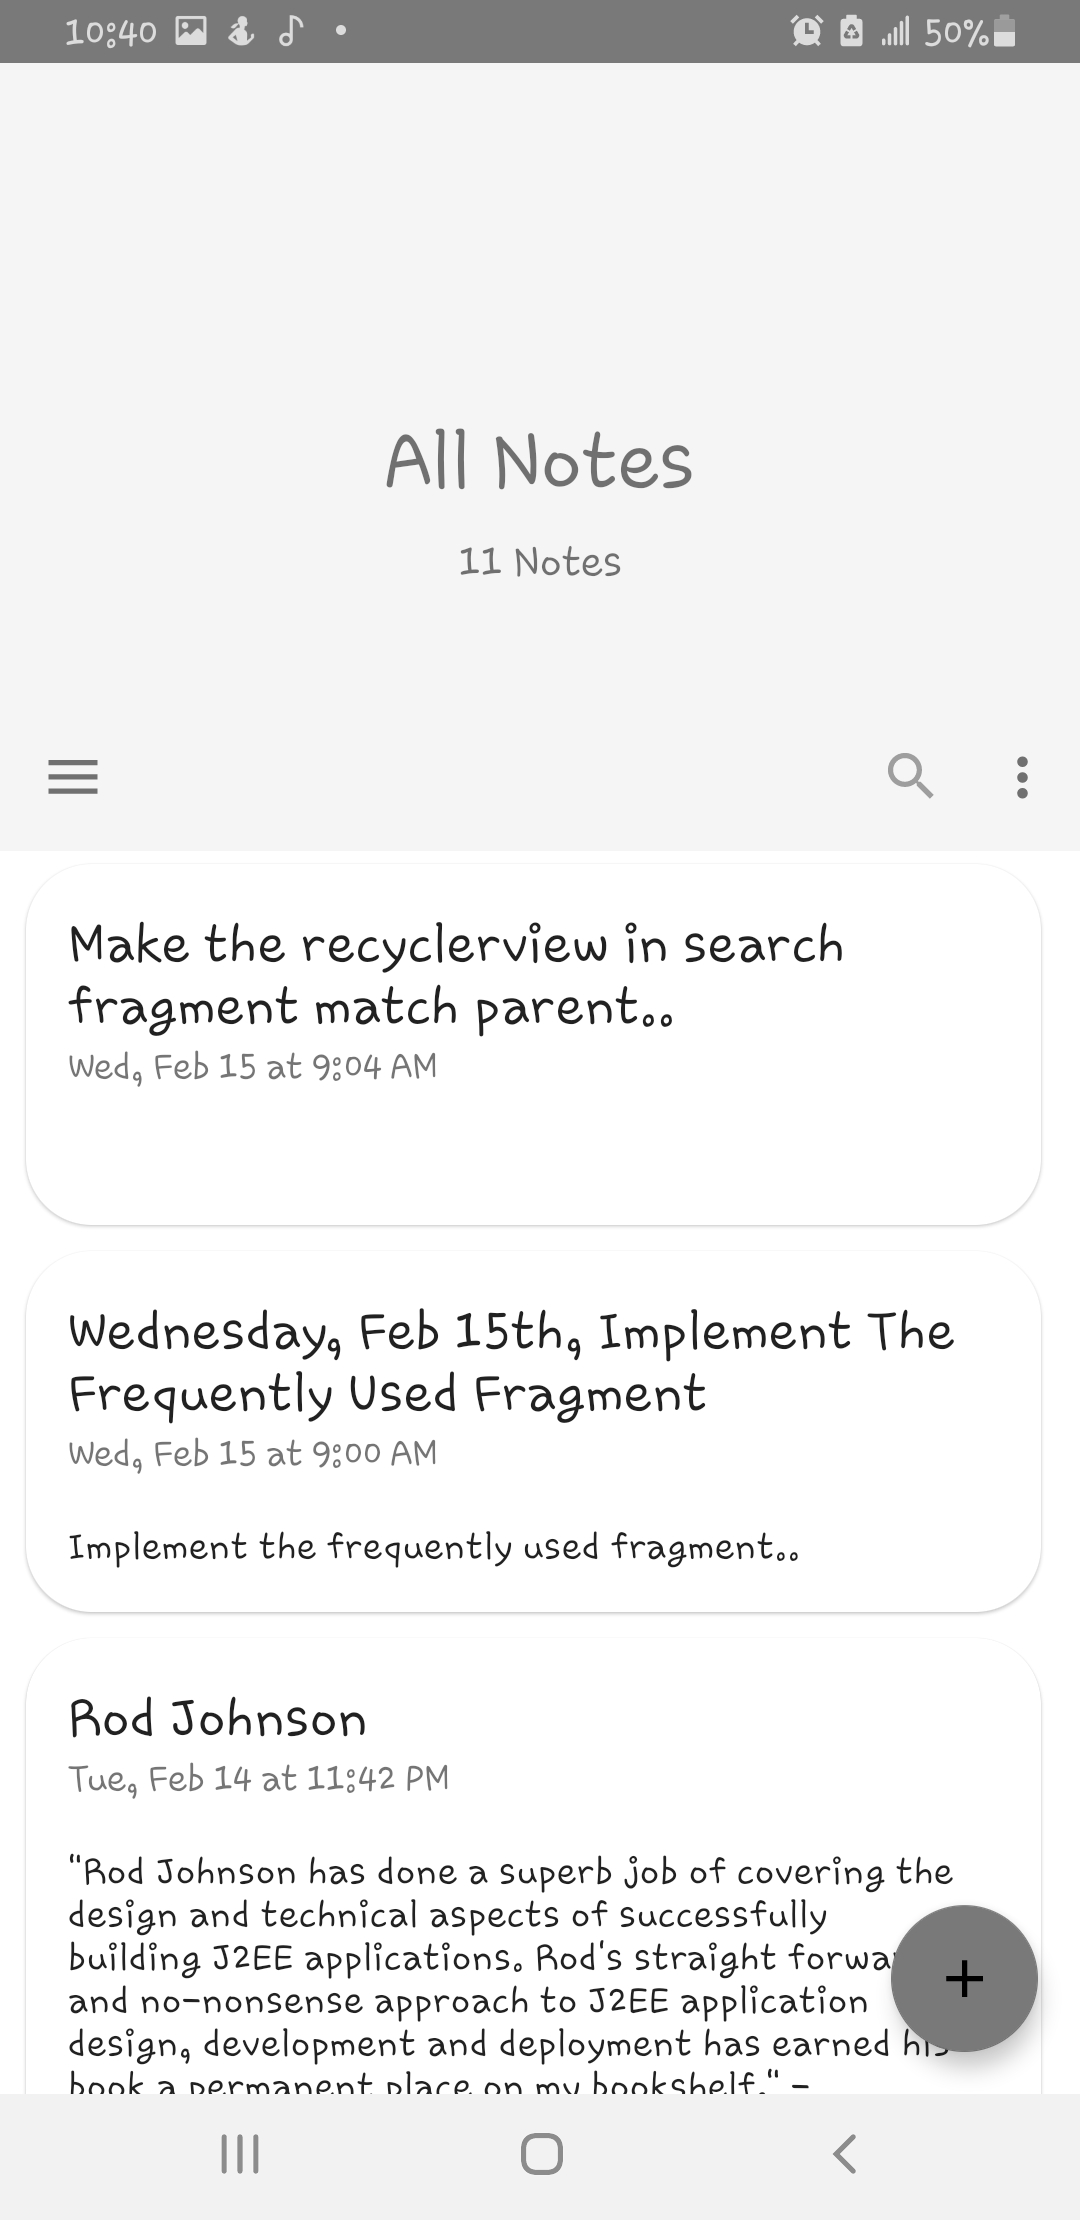 10:40
50%
All Notes
11 Notes
Make the recyclerview in search
fragment match parent..
Wed, Feb 15 at 9:04 AM
Wednesday, Feb 15th, Implement The
Frequently Used Fragment
Wed, Feb 15 at 9:00 AM
Implement the frequently used fragment..
Rod Johnson
Tue, Feb 14 at 11:42 PM
"Rod Johnson has done a superb job of covering the
design and technical aspects of successfully
building J2EE applications. Rod's straight
and no-nonsense approach to J2EE application
design, development and deployment has earned his
book a permanent place on my bookshelf." -